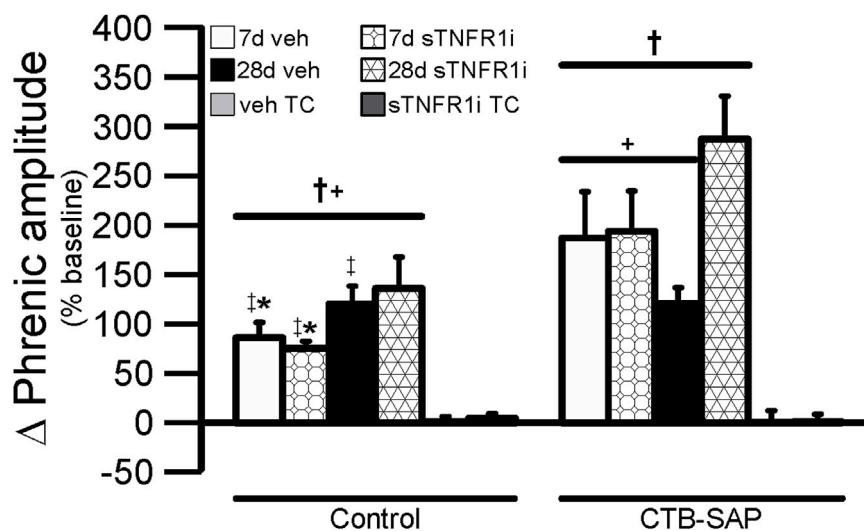 Δ Phrenic amplitude
(% baseline)
400
350
300
250
200
150
100
50
0
-50
7d veh
7d sTNFR1i
28d veh
28d sTNFR1i
veh TC
sTNFR1i TC
†
+
†+
‡*
‡*
‡
Control
CTB-SAP